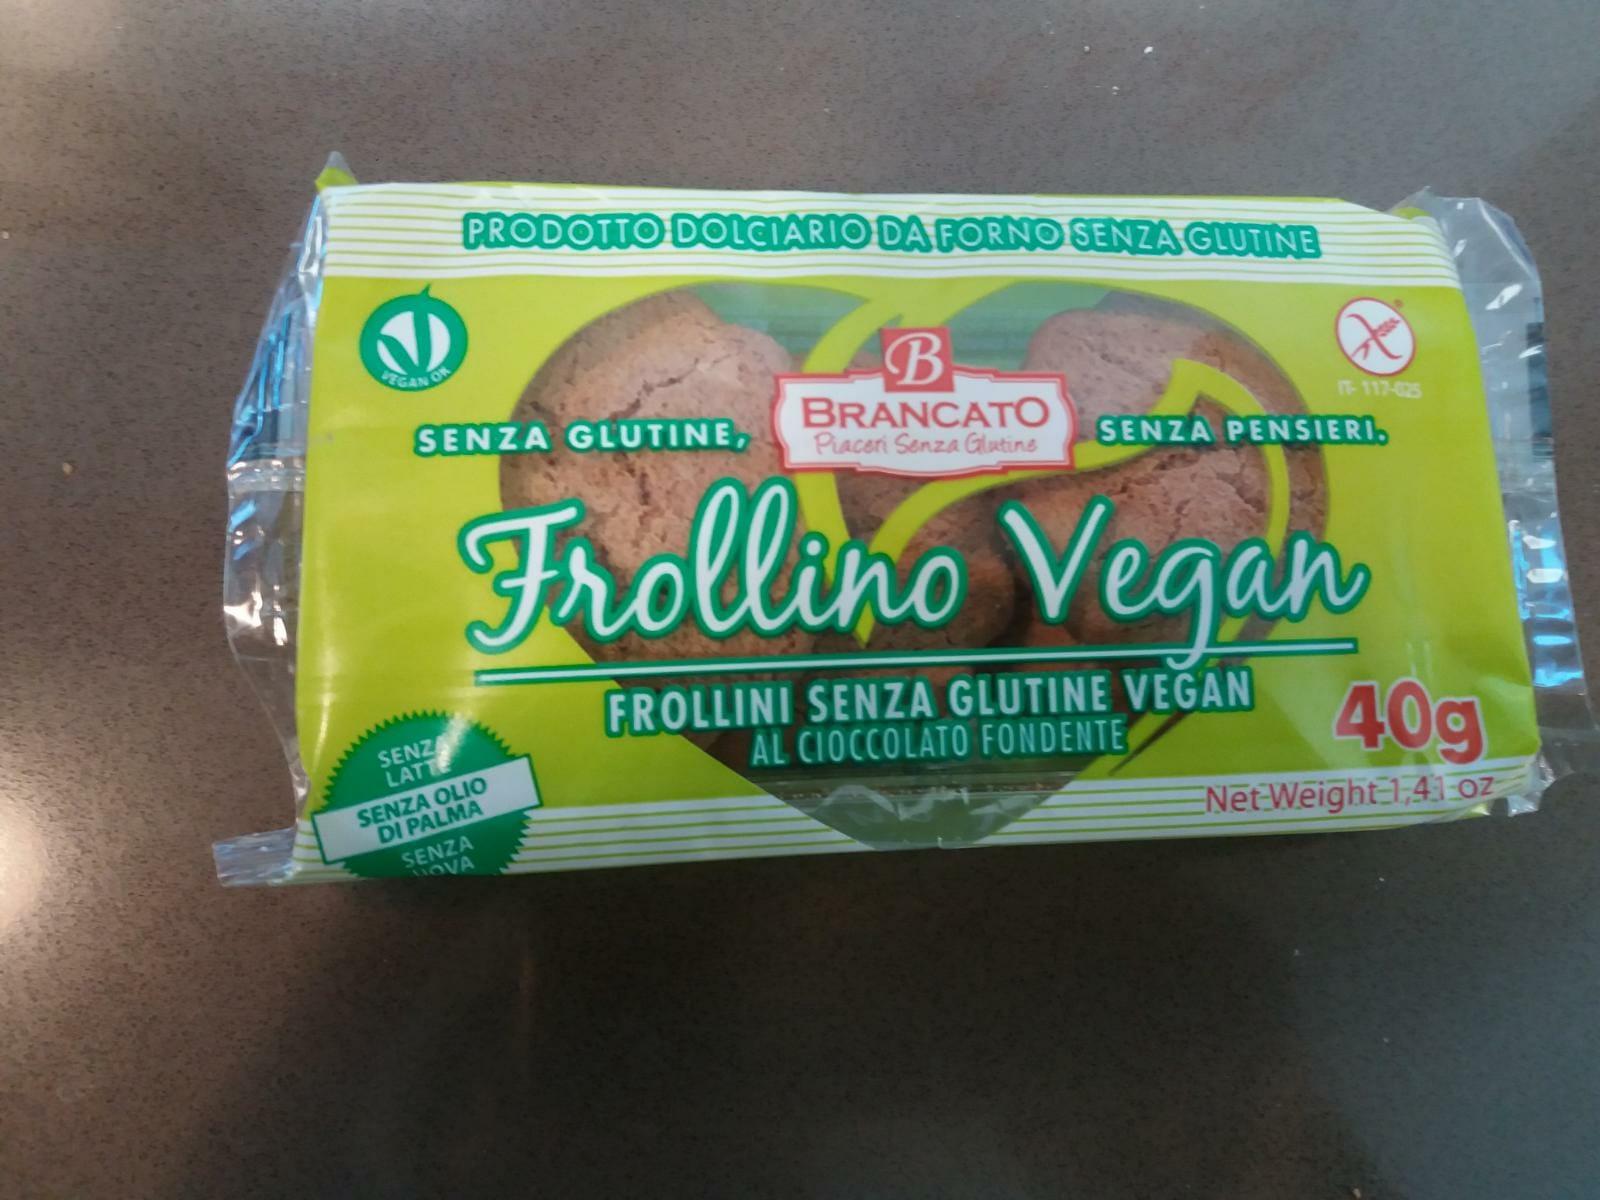 PRODOTTO DOLCIARIO DA FORNO SENZA GLUTINE
VEGAN OK
IT- 117-025
B
BRANCATO
Piaceri Senza Glutine
SENZA GLUTINE,
SENZA PENSIERI.
Frollino Vegan
FROLLINI SENZA GLUTINE VEGAN
AL CIOCCOLATO FONDENTE
40g
Net Weight 1,41 oz
SENZA
LATTE
SENZA OLIO
DI PALMA
SENZA
UOVA